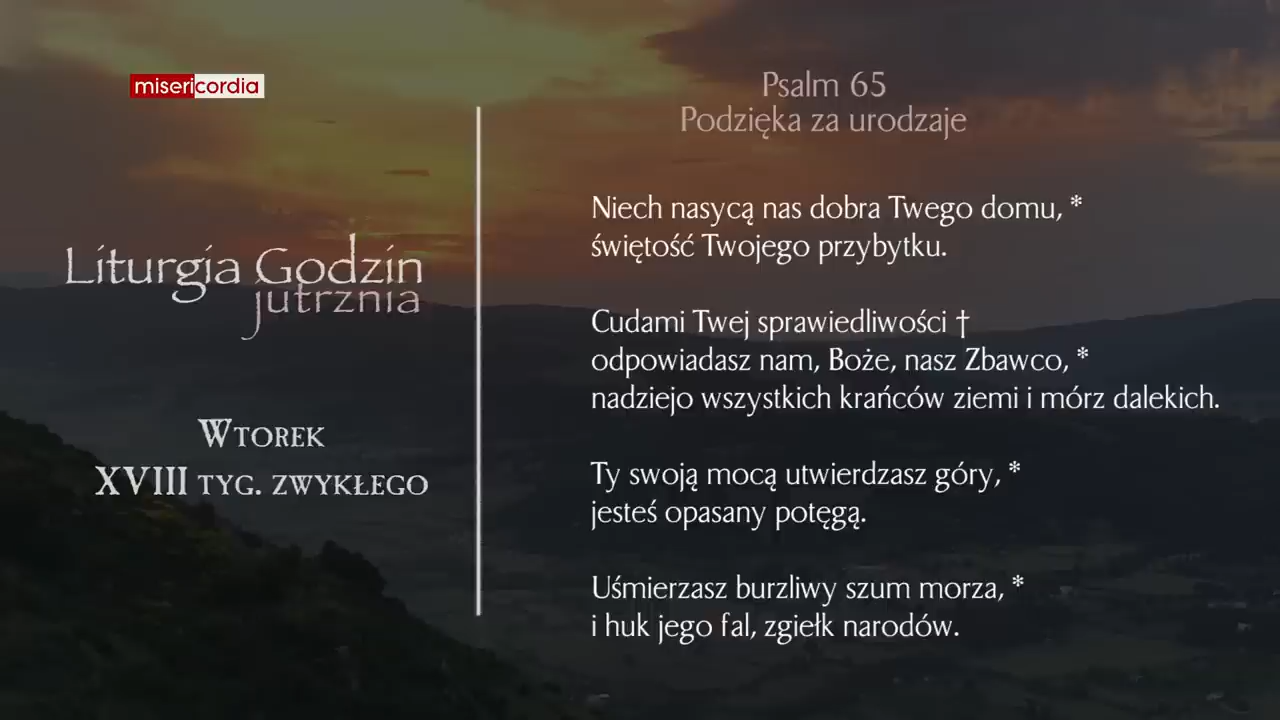 misericordia
Liturgia Godzin
jutrznia
Wtorek
XVIII tyg. zwykłego
Psalm 65
Podzięka za urodzaje
Niech nasycą nas dobra Twego domu, *
świętość Twojego przybytku.
Cudami Twej sprawiedliwości †
odpowiadasz nam, Boże, nasz Zbawco, *
nadziejo wszystkich krańców ziemi i mórz dalekich.
Ty swoją mocą utwierdzasz góry, *
jesteś opasany potęgą.
Uśmierzasz burzliwy szum morza, *
i huk jego fal, zgiełk narodów.